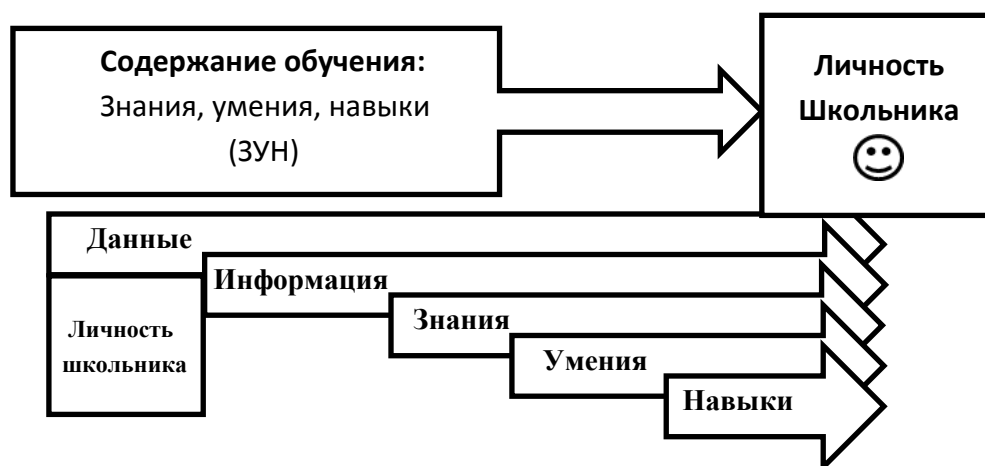 Содержание обучения:
Знания, умения, навыки
(ЗУН)
Личность
Школьника
Данные
Информация
Знания
Умения
Навыки
Личность
школьника